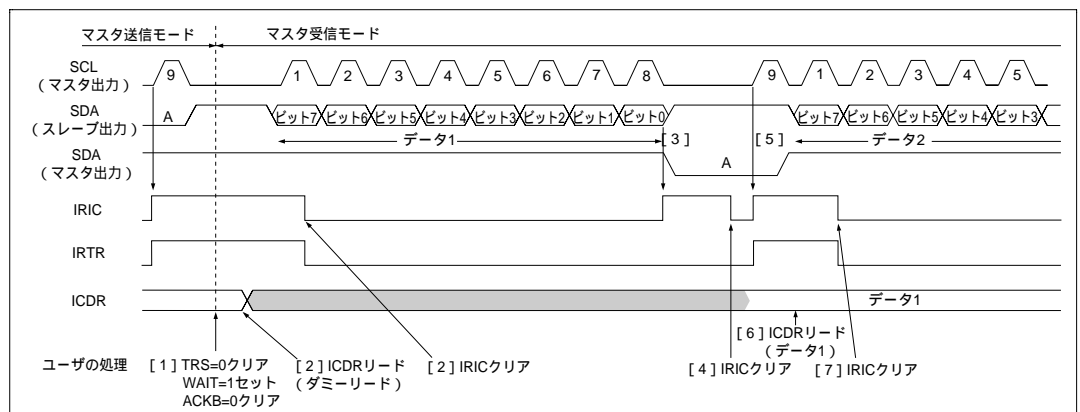 マスタ送信モード マスタ受信モード
SCL
（マスタ出力）
9 1 2 3 4 5 6 7 8 9 1 2 3 4 5
SDA
（スレーブ出力）
A ビット7 ビット6 ビット5 ビット4 ビット3 ビット2 ビット1 ビット0 ビット7 ビット6 ビット5 ビット4 ビット3
データ1 [3] [5] データ2
SDA
（マスタ出力）
A
IRIC
IRTR
ICDR データ1
ユーザの処理
[1] TRS=0クリア
WAIT=1セット
ACKB=0クリア
[2] ICDRリード
（ダミーリード）
[2] IRICクリア
[4] IRICクリア
[6] ICDRリード
（データ1）
[7] IRICクリア